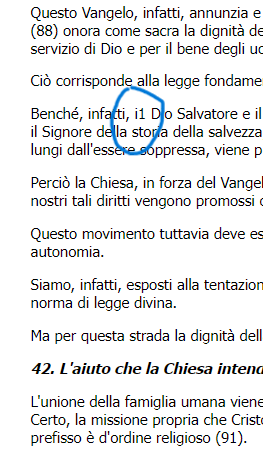 Questo Vangelo, infatti, annunzia e
(88) onora come sacra la dignità de
servizio di Dio e per il bene degli uo
Ciò corrisponde alla legge fondamen
Benché, infatti, i1 Dio Salvatore e il
il Signore della storia della salvezza
lungi dall'essere soppressa, viene p
Perciò la Chiesa, in forza del Vangel
nostri tali diritti vengono promossi o
Questo movimento tuttavia deve es
autonomia.
Siamo, infatti, esposti alla tentazion
norma di legge divina.
Ma per questa strada la dignità dell
42. L'aiuto che la Chiesa intend
L'unione della famiglia umana viene
Certo, la missione propria che Cristo
prefisso è d'ordine religioso (91).